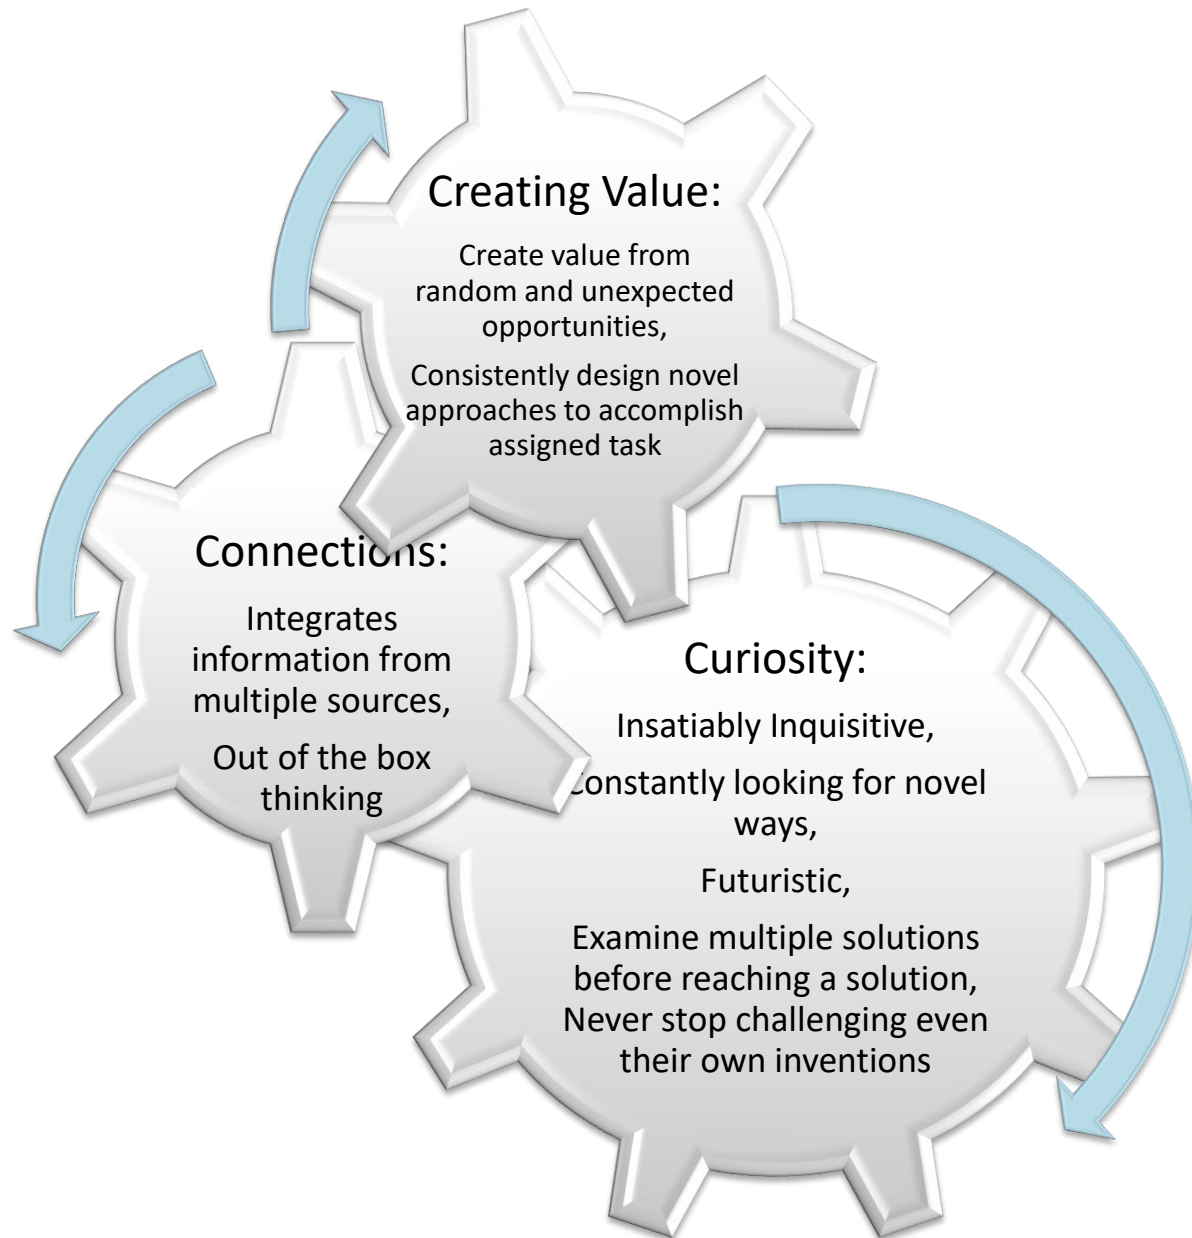 Creating Value:
Create value from
random and unexpected
opportunities,
Consistently design novel
approaches to accomplish
assigned task
Connections:
Integrates
information from
multiple sources,
Out of the box
thinking
Curiosity:
Insatiably Inquisitive,
Constantly looking for novel
ways,
Futuristic,
Examine multiple solutions
before reaching a solution,
Never stop challenging even
their own inventions